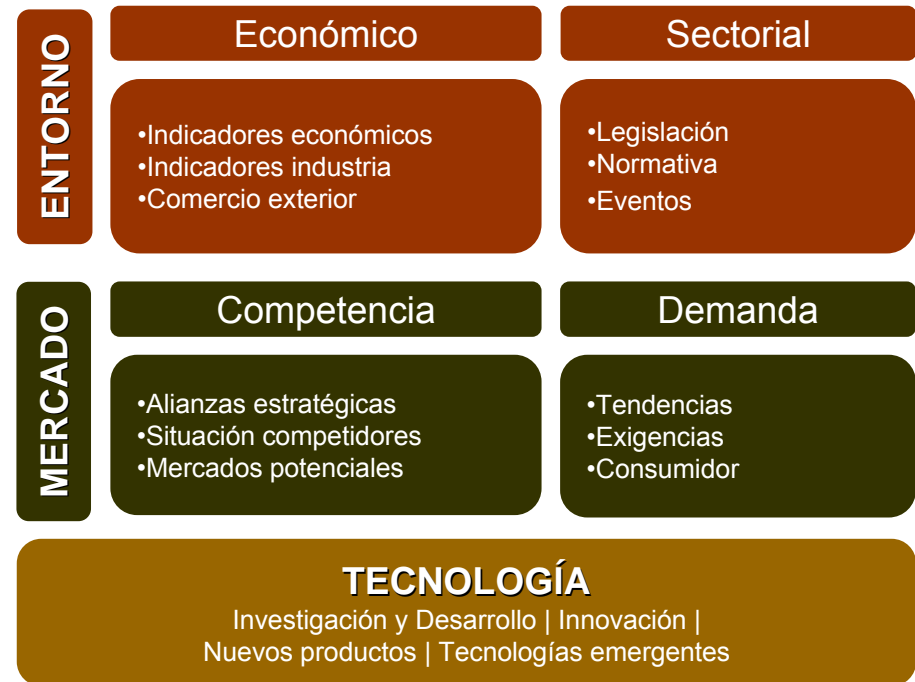 ENTORNO
Económico
Sectorial
•Indicadores económicos
•Indicadores industria
•Comercio exterior
•Legislación
•Normativa
•Eventos
MERCADO
Competencia
Demanda
•Alianzas estratégicas
•Situación competidores
•Mercados potenciales
•Tendencias
•Exigencias
•Consumidor
TECNOLOGÍA
Investigación y Desarrollo | Innovación |
Nuevos productos | Tecnologías emergentes